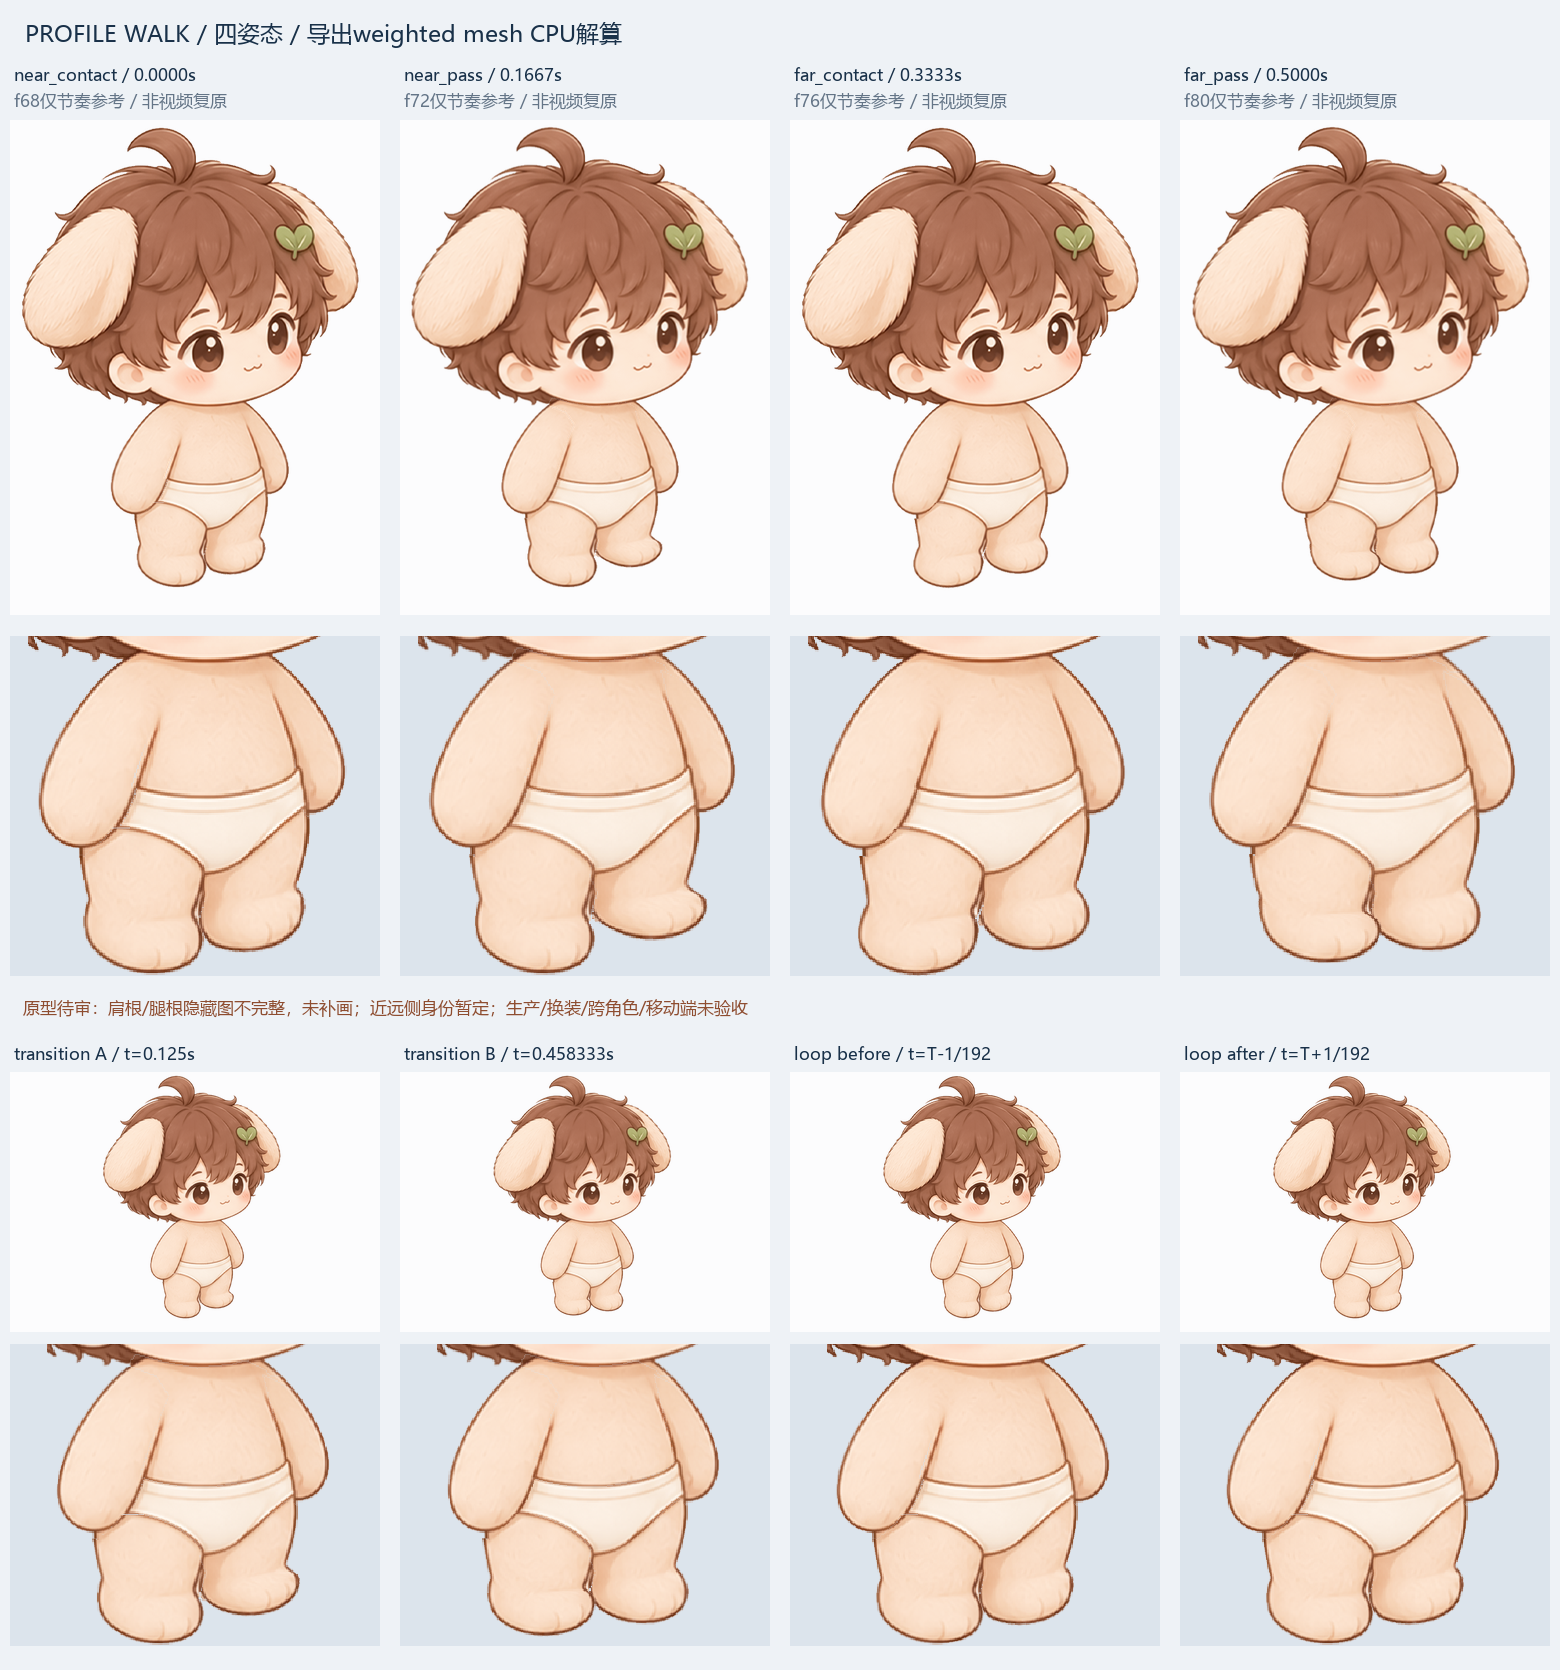 PROFILE WALK / 四姿态 / 导出weighted mesh CPU解算
near_contact / 0.0000s
f68仅节奏参考 / 非视频复原
near_pass / 0.1667s
f72仅节奏参考 / 非视频复原
far_contact / 0.3333s
f76仅节奏参考 / 非视频复原
far_pass / 0.5000s
f80仅节奏参考 / 非视频复原
原型待审：肩根/腿根隐藏图不完整，未补画；近远侧身份暂定；生产/换装/跨角色/移动端未验收
transition A / t=0.125s
transition B / t=0.458333s
loop before / t=T-1/192
loop after / t=T+1/192